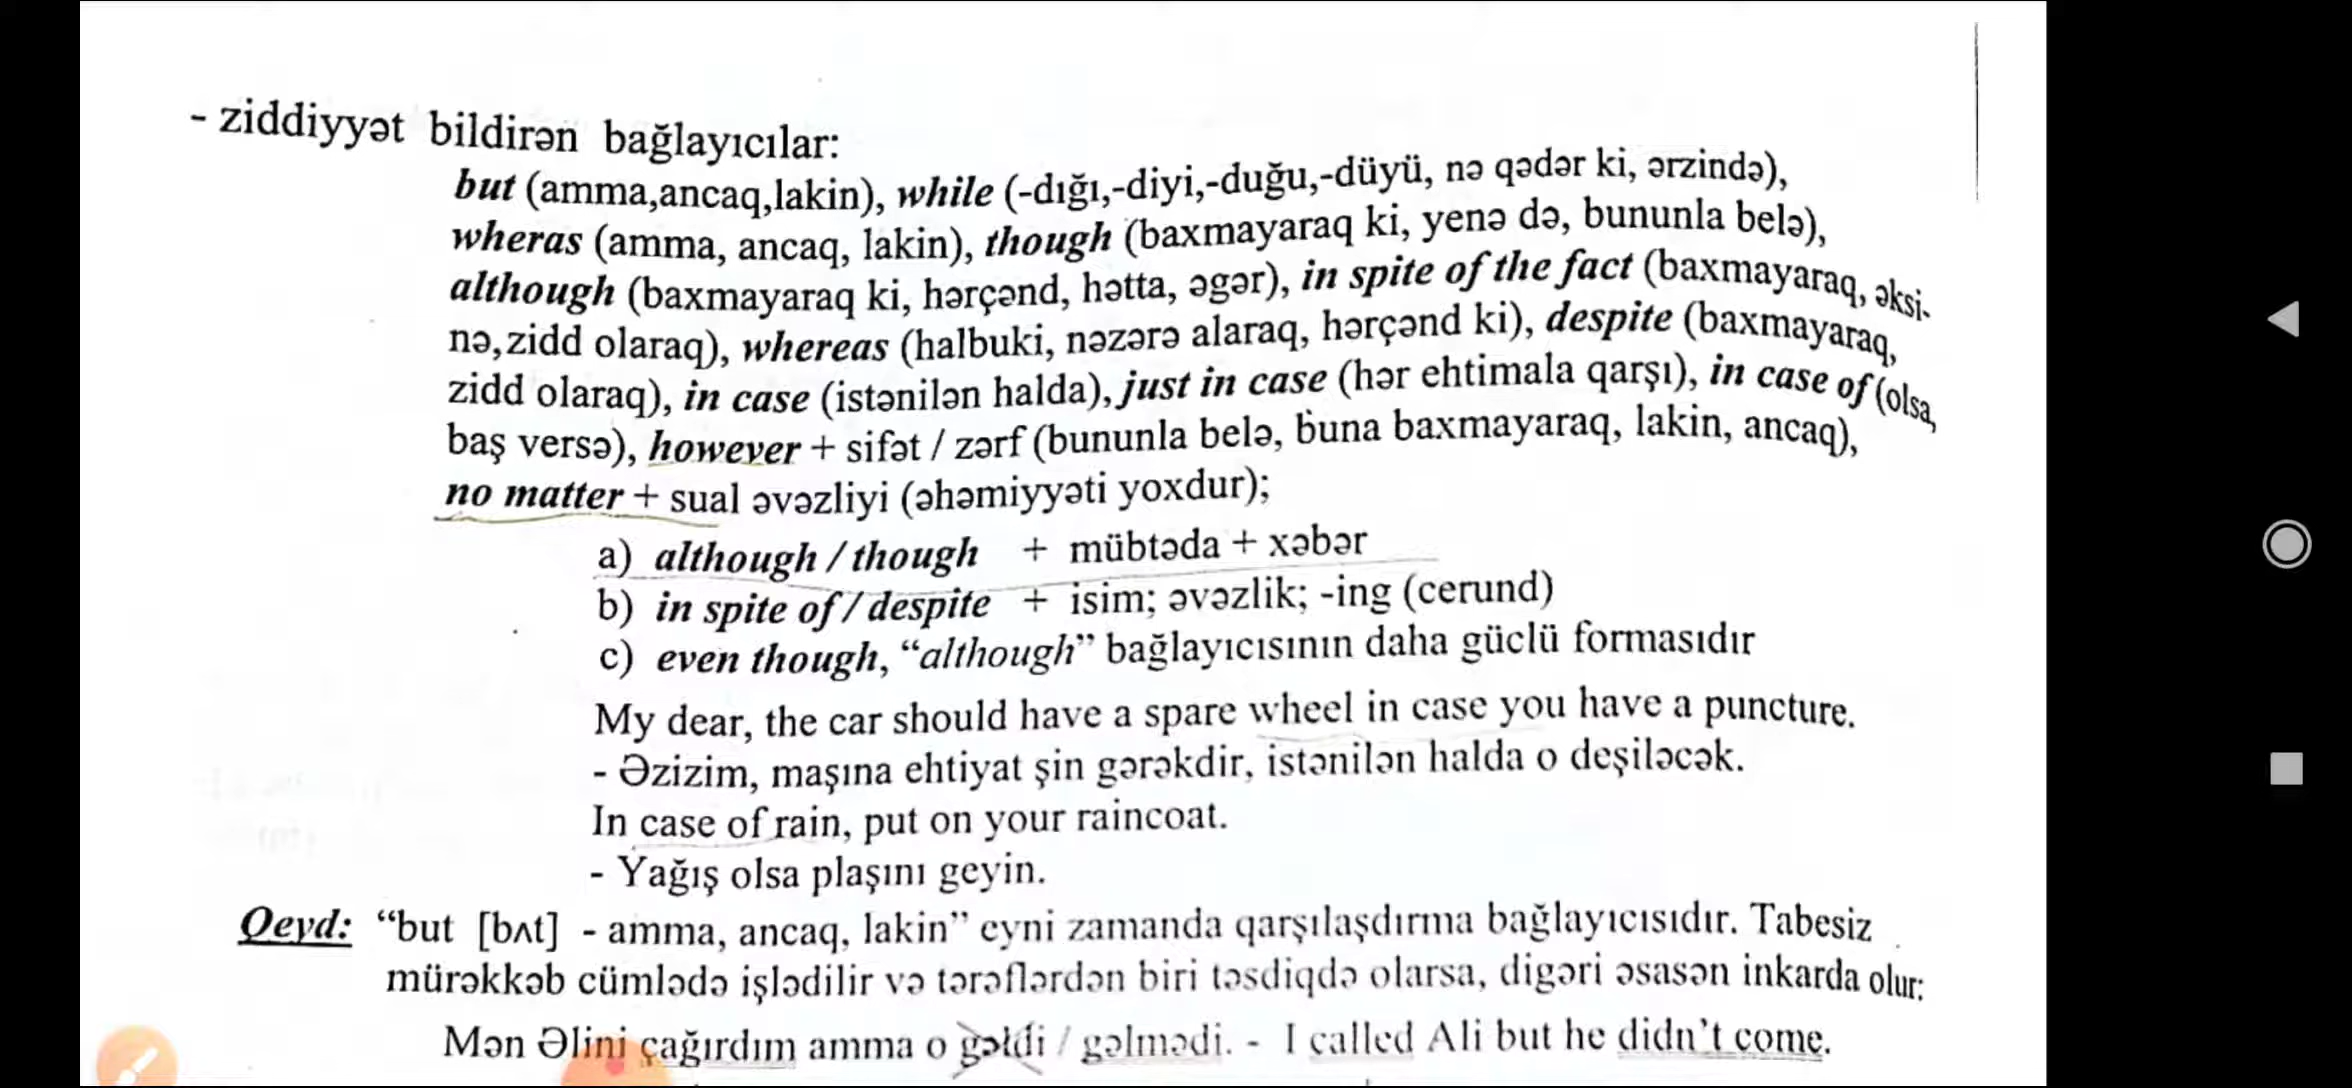 - ziddiyyət bildirən bağlayıcılar:
but (amma,ancaq,lakin), while (-dığı,-diyi,-duğu,-düyü, nə qədər ki, ərzində),
wheras (amma, ancaq, lakin), though (baxmayaraq ki, yenə də, bununla belə),
although (baxmayaraq ki, hərçənd, hətta, əgər), in spite of the fact (baxmayaraq, əksi-
nə,zidd olaraq), whereas (halbuki, nəzərə alaraq, hərçənd ki), despite (baxmayaraq,
zidd olaraq), in case (istənilən halda), just in case (hər ehtimala qarşı), in case of (olsa,
baş versə), however + sifət / zərf (bununla belə, buna baxmayaraq, lakin, ancaq),
no matter + sual əvəzliyi (əhəmiyyəti yoxdur);
a) although / though + mübtəda + xəbər
b) in spite of / despite + isim; əvəzlik; -ing (cerund)
c) even though, “although” bağlayıcısının daha güclü formasıdır
My dear, the car should have a spare wheel in case you have a puncture.
- Əzizim, maşına ehtiyat şin gərəkdir, istənilən halda o deşiləcək.
In case of rain, put on your raincoat.
- Yağış olsa plaşını geyin.
Qeyd: “but [bʌt] - amma, ancaq, lakin” eyni zamanda qarşılaşdırma bağlayıcısıdır. Tabesiz
mürəkkəb cümlədə işlədilir və tərəflərdən biri təsdiqdə olarsa, digəri əsasən inkarda olur:
Mən Əlini çağırdım amma o gəldi / gəlmədi. - I called Ali but he didn’t come.